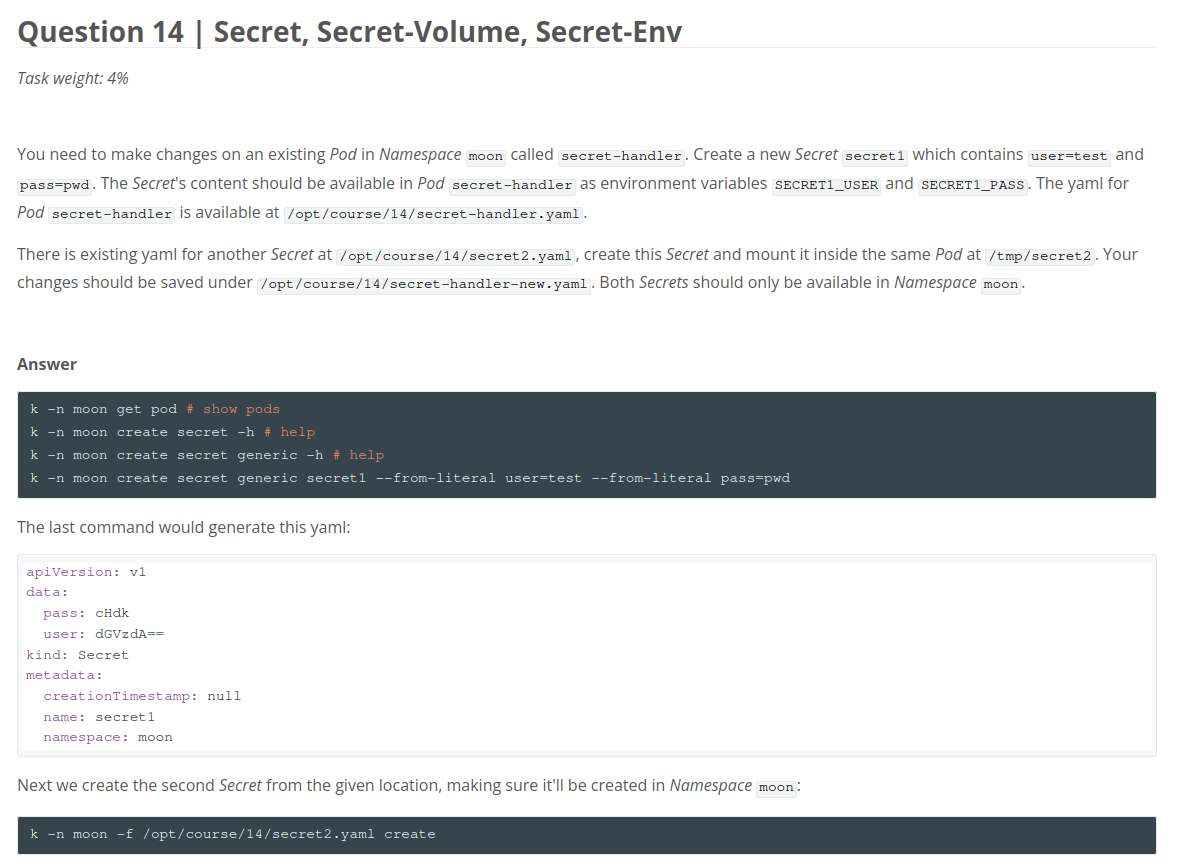 Question 14 | Secret, Secret-Volume, Secret-Env
Task weight: 4%
You need to make changes on an existing Pod in Namespace moon called secret-handler. Create a new Secret secret1 which contains user=test and
pass=pwd. The Secret's content should be available in Pod secret-handler as environment variables SECRET1_USER and SECRET1_PASS. The yaml for
Pod secret-handler is available at /opt/course/14/secret-handler.yaml.
There is existing yaml for another Secret at /opt/course/14/secret2.yaml, create this Secret and mount it inside the same Pod at /tmp/secret2. Your
changes should be saved under /opt/course/14/secret-handler-new.yaml. Both Secrets should only be available in Namespace moon.
Answer
k -n moon get pod # show pods
k -n moon create secret -h # help
k -n moon create secret generic -h # help
k -n moon create secret generic secret1 --from-literal user=test --from-literal pass=pwd
The last command would generate this yaml:
apiVersion: v1
data:
  pass: cHdk
  user: dGVzdA==
kind: Secret
metadata:
  creationTimestamp: null
  name: secret1
  namespace: moon
Next we create the second Secret from the given location, making sure it'll be created in Namespace moon:
k -n moon -f /opt/course/14/secret2.yaml create